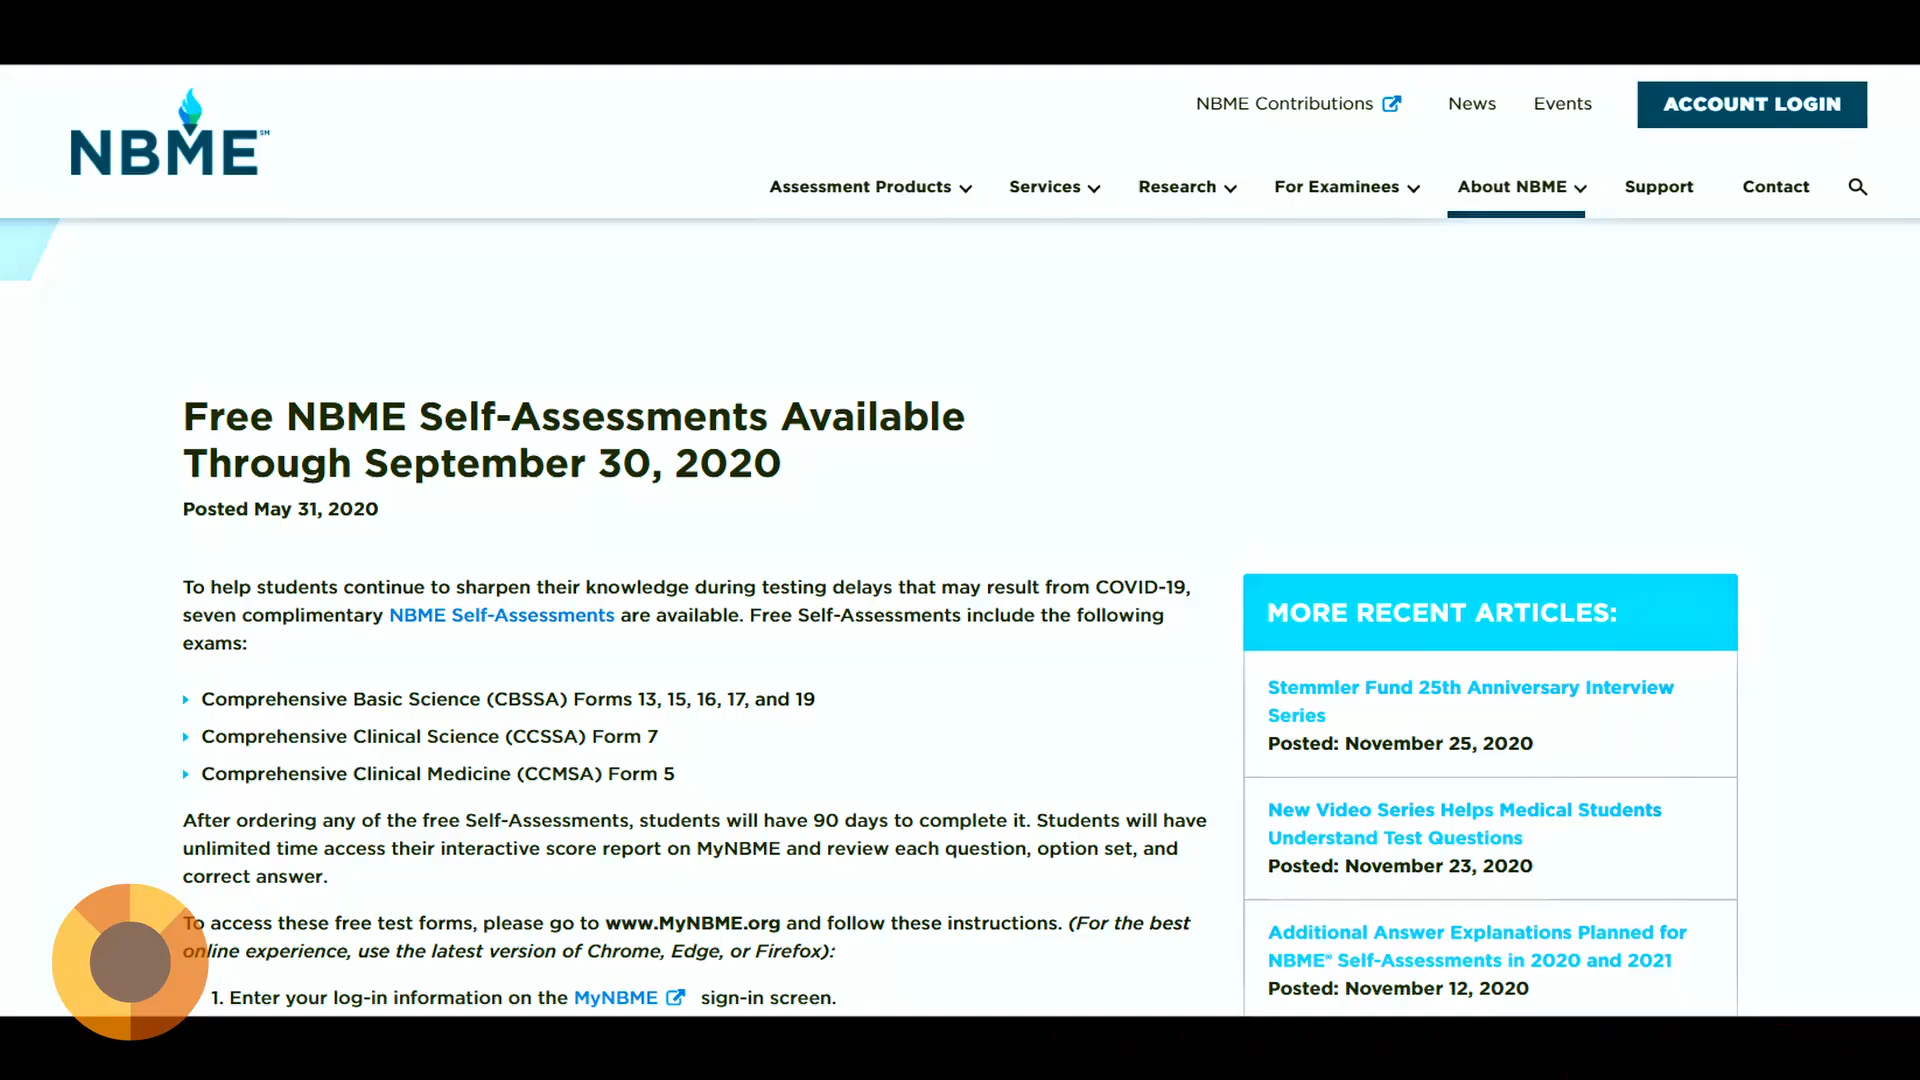 NBME℠
NBME Contributions
News
Events
ACCOUNT LOGIN
Assessment Products
Services
Research
For Examinees
About NBME
Support
Contact
Free NBME Self-Assessments Available
Through September 30, 2020
Posted May 31, 2020
To help students continue to sharpen their knowledge during testing delays that may result from COVID-19,
seven complimentary NBME Self-Assessments are available. Free Self-Assessments include the following
exams:
Comprehensive Basic Science (CBSSA) Forms 13, 15, 16, 17, and 19
Comprehensive Clinical Science (CCSSA) Form 7
Comprehensive Clinical Medicine (CCMSA) Form 5
After ordering any of the free Self-Assessments, students will have 90 days to complete it. Students will have
unlimited time access their interactive score report on MyNBME and review each question, option set, and
correct answer.
To access these free test forms, please go to www.MyNBME.org and follow these instructions. (For the best
online experience, use the latest version of Chrome, Edge, or Firefox):
1. Enter your log-in information on the MyNBME sign-in screen.
MORE RECENT ARTICLES:
Stemmler Fund 25th Anniversary Interview
Series
Posted: November 25, 2020
New Video Series Helps Medical Students
Understand Test Questions
Posted: November 23, 2020
Additional Answer Explanations Planned for
NBME® Self-Assessments in 2020 and 2021
Posted: November 12, 2020